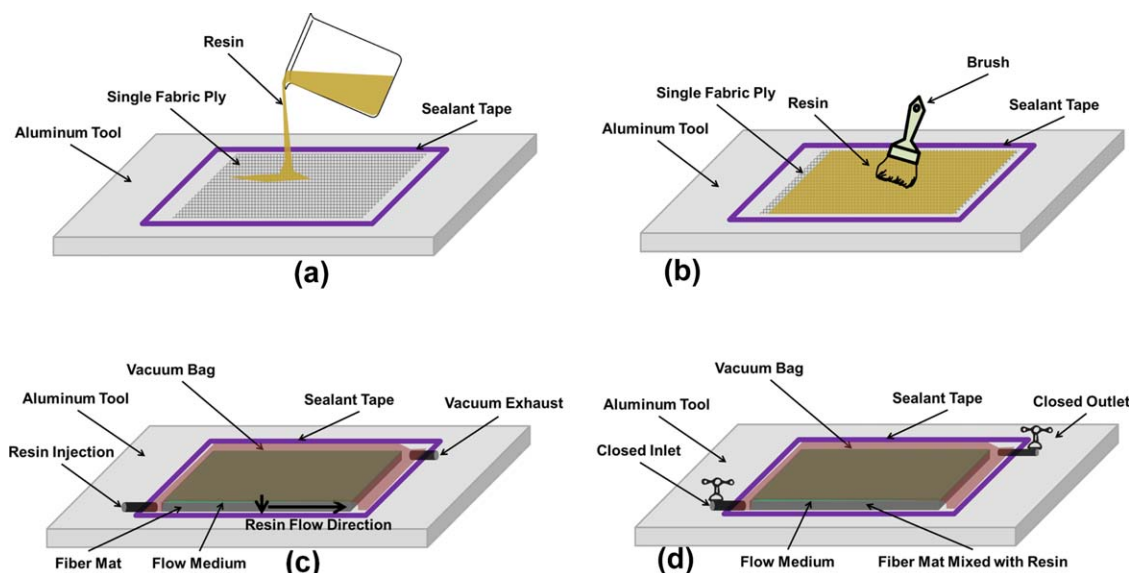 Resin
Single Fabric Ply
Sealant Tape
Aluminum Tool
(a)
Brush
Single Fabric Ply
Resin
Sealant Tape
Aluminum Tool
(b)
Vacuum Bag
Aluminum Tool
Sealant Tape
Vacuum Exhaust
Resin Injection
Resin Flow Direction
Fiber Mat
Flow Medium
(c)
Vacuum Bag
Aluminum Tool
Sealant Tape
Closed Outlet
Closed Inlet
Flow Medium
Fiber Mat Mixed with Resin
(d)